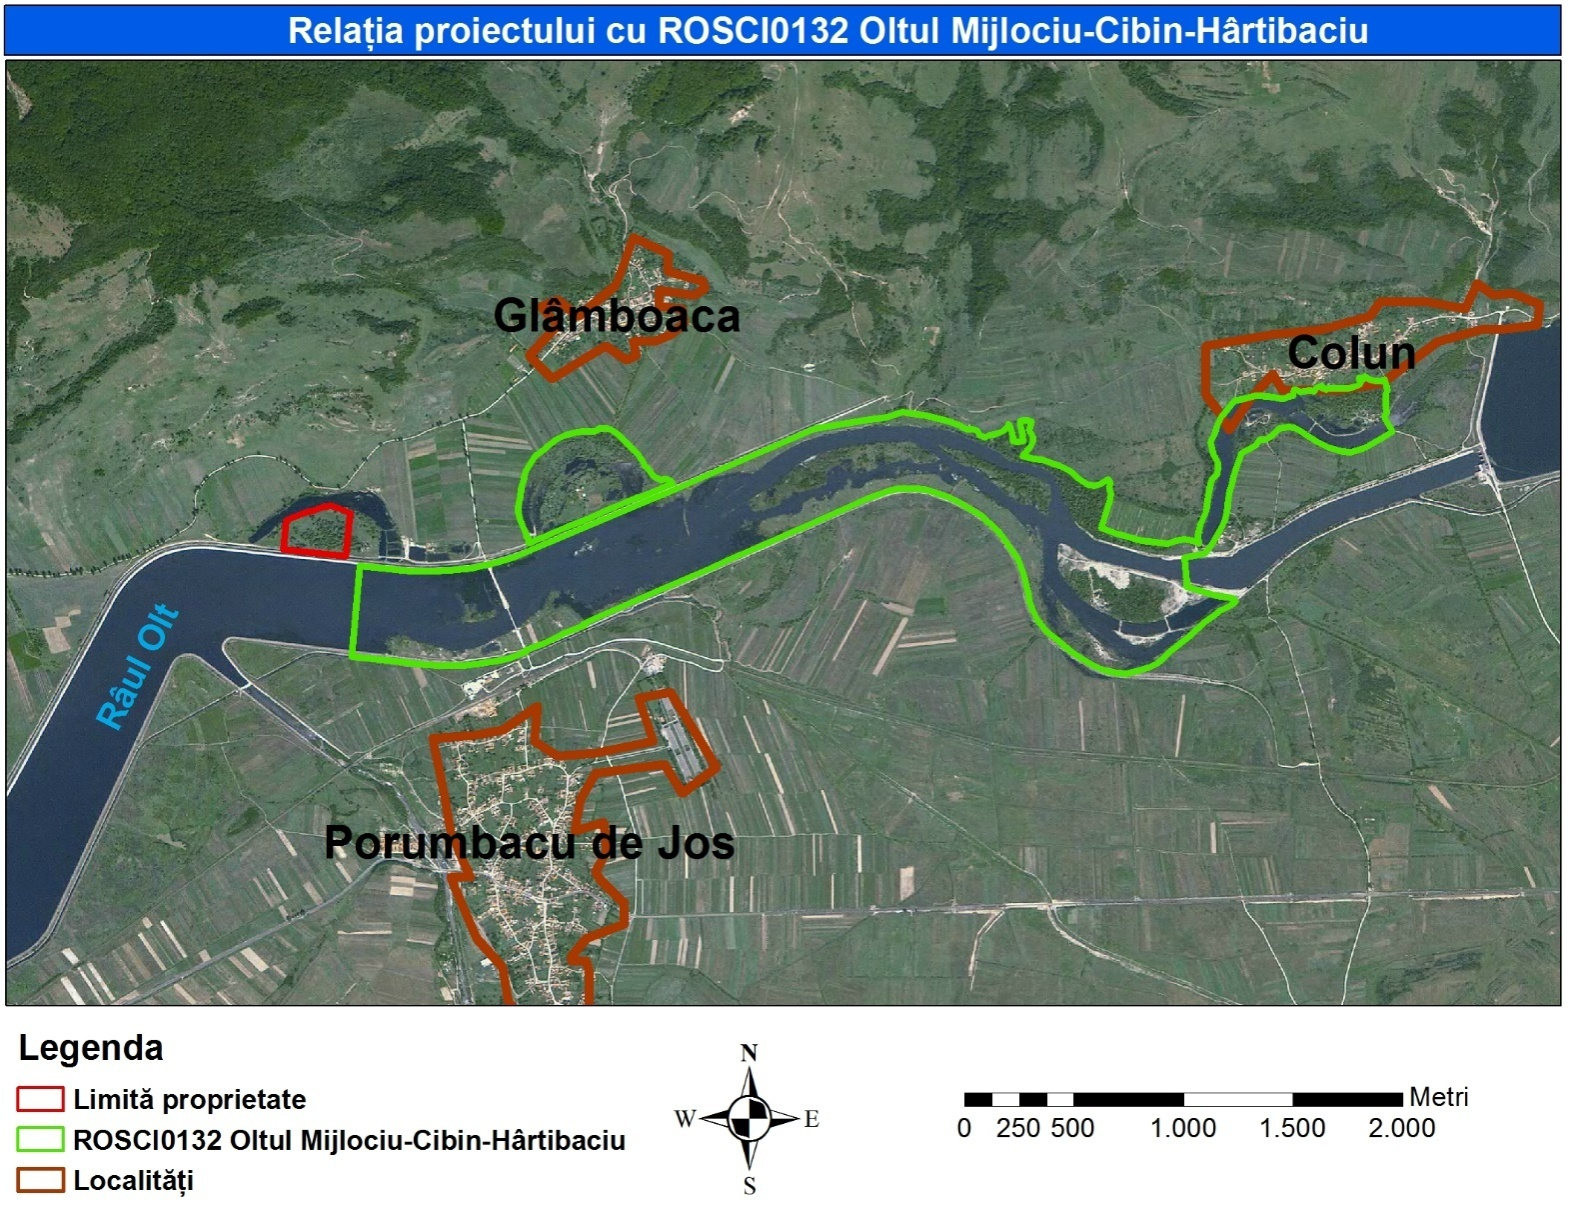 Relația proiectului cu ROSCI0132 Oltul Mijlociu-Cibin-Hârtibaciu
Glâmboaca
Colun
Râul Olt
Porumbacu de Jos
Legenda
Limită proprietate
ROSCI0132 Oltul Mijlociu-Cibin-Hârtibaciu
Localități
N
W E
S
Metri
0 250 500 1.000 1.500 2.000